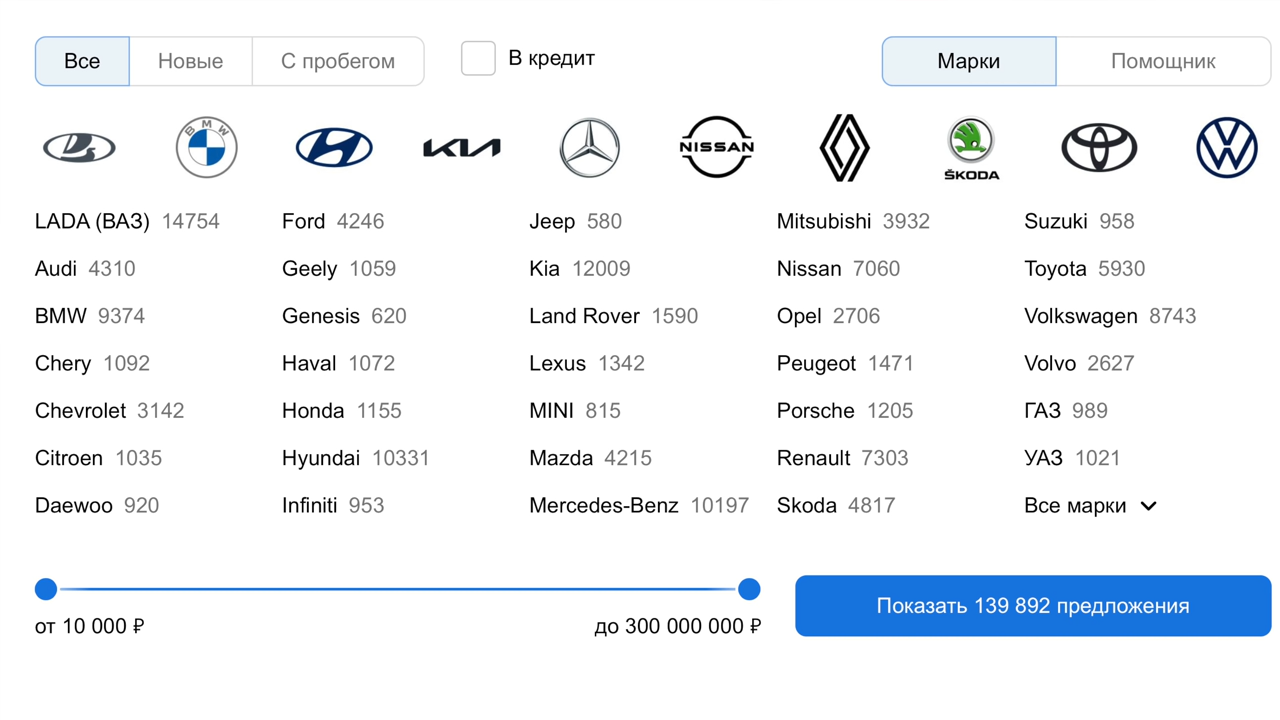 Все Новые С пробегом В кредит Марки Помощник
BMW KIA NISSAN ŠKODA
LADA (ВАЗ) 14754 Ford 4246 Jeep 580 Mitsubishi 3932 Suzuki 958
Audi 4310 Geely 1059 Kia 12009 Nissan 7060 Toyota 5930
BMW 9374 Genesis 620 Land Rover 1590 Opel 2706 Volkswagen 8743
Chery 1092 Haval 1072 Lexus 1342 Peugeot 1471 Volvo 2627
Chevrolet 3142 Honda 1155 MINI 815 Porsche 1205 ГАЗ 989
Citroen 1035 Hyundai 10331 Mazda 4215 Renault 7303 УАЗ 1021
Daewoo 920 Infiniti 953 Mercedes-Benz 10197 Skoda 4817 Все марки
Показать 139 892 предложения
от 10 000 ₽ до 300 000 000 ₽